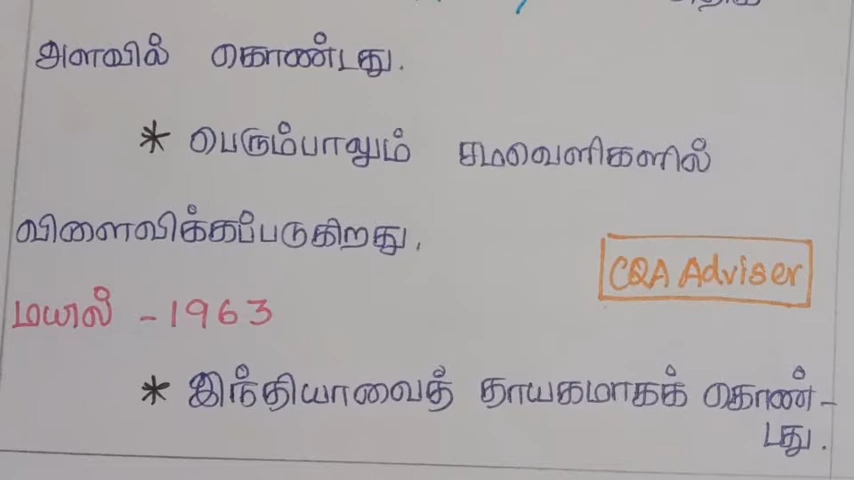 அளவில் கொண்டது.
* பெரும்பாலும் சமவெளிகளில்
விளைவிக்கப்படுகிறது.
CQA Adviser
மயில் - 1963
* இந்தியாவைத் தாயகமாகக் கொண்-
டது.